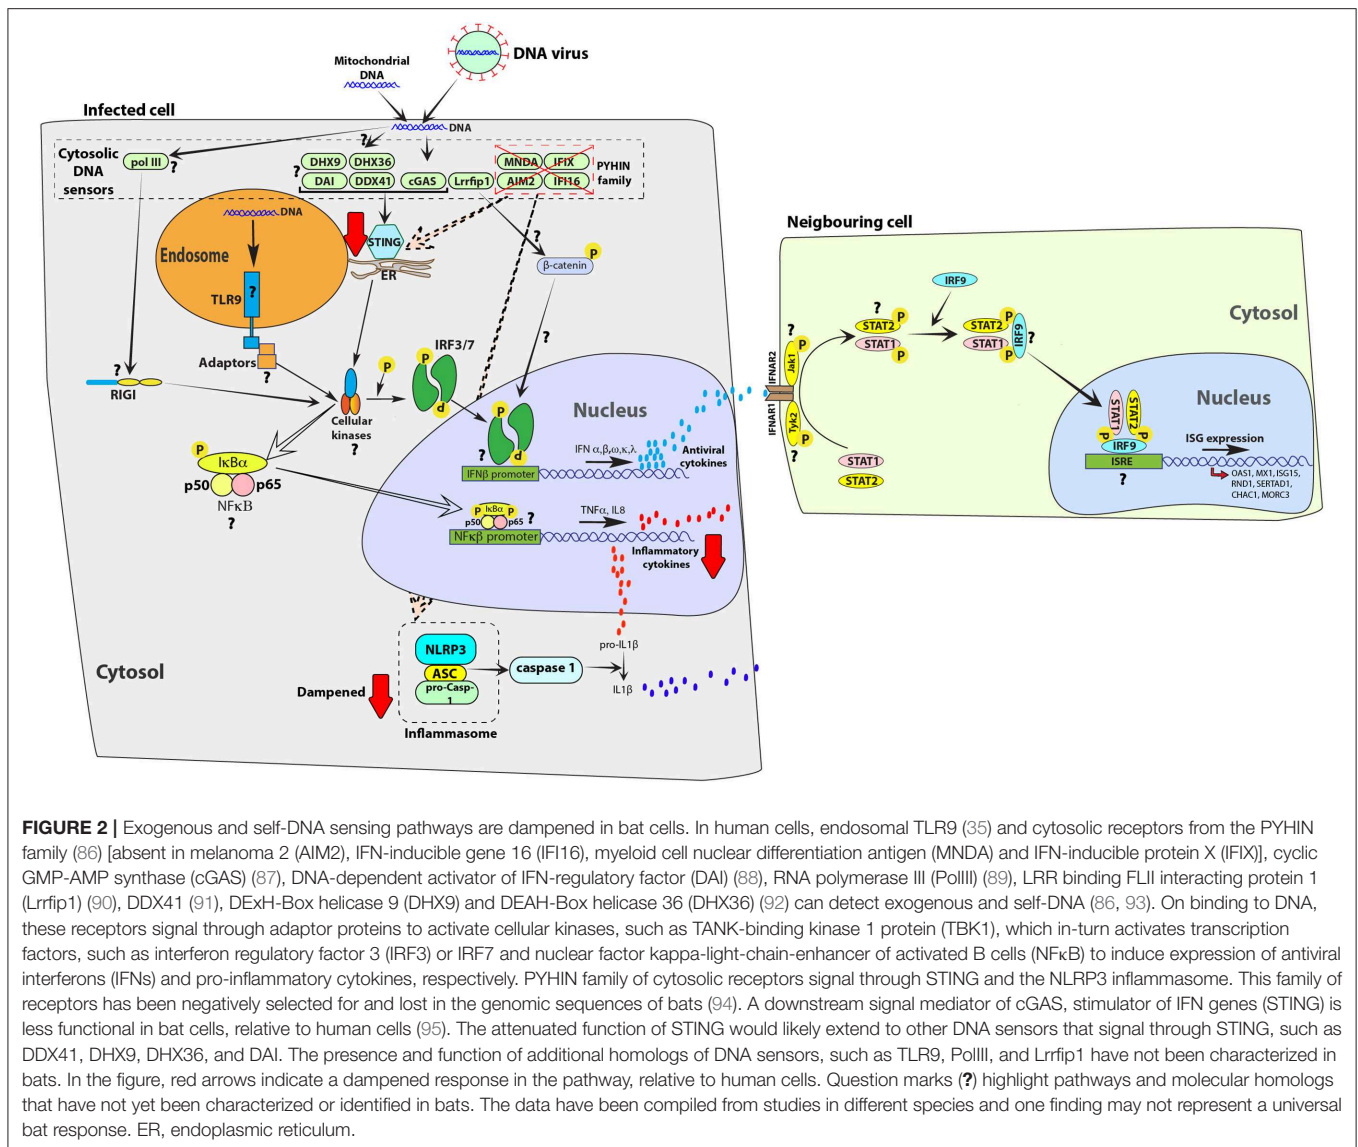 DNA virus
Mitochondrial
DNA
Infected cell
DNA
?
Cytosolic
DNA
sensors
pol III
?
?
DHX9
DHX36
DAI
DDX41
cGAS
Lrrfip1
MNDA
IFIX
AIM2
IFI16
PYHIN
family
DNA
Endosome
TLR9
?
Adaptors
?
STING
ER
?
β-catenin
P
?
?
RIGI
P
Cellular
kinases
?
IRF3/7
P
P
Nucleus
P
P
?
IFNβ promoter
IFN α,β,ω,κ,λ
Antiviral
cytokines
P
IκBα
p50
p65
NFκB
?
P
IκBα
P
p50
p65
?
NFκβ promoter
TNFα, IL8
Inflammatory
cytokines
Cytosol
NLRP3
ASC
pro-Casp-
1
Dampened
Inflammasome
caspase 1
pro-IL1β
IL1β
Neigbouring cell
Cytosol
IFNAR2
IFNAR1
?
Jak1
P
Tyk2
P
?
STAT1
STAT2
?
STAT2
P
STAT1
P
IRF9
STAT2
P
STAT1
P
IRF9
?
Nucleus
STAT1
STAT2
P
P
IRF9
ISRE
?
ISG expression
OAS1, MX1, ISG15,
RND1, SERTAD1,
CHAC1, MORC3
FIGURE 2 | Exogenous and self-DNA sensing pathways are dampened in bat cells. In human cells, endosomal TLR9 (35) and cytosolic receptors from the PYHIN
family (86) [absent in melanoma 2 (AIM2), IFN-inducible gene 16 (IFI16), myeloid cell nuclear differentiation antigen (MNDA) and IFN-inducible protein X (IFIX)], cyclic
GMP-AMP synthase (cGAS) (87), DNA-dependent activator of IFN-regulatory factor (DAI) (88), RNA polymerase III (PolIII) (89), LRR binding FLII interacting protein 1
(Lrrfip1) (90), DDX41 (91), DExH-Box helicase 9 (DHX9) and DEAH-Box helicase 36 (DHX36) (92) can detect exogenous and self-DNA (86, 93). On binding to DNA,
these receptors signal through adaptor proteins to activate cellular kinases, such as TANK-binding kinase 1 protein (TBK1), which in-turn activates transcription
factors, such as interferon regulatory factor 3 (IRF3) or IRF7 and nuclear factor kappa-light-chain-enhancer of activated B cells (NFκB) to induce expression of antiviral
interferons (IFNs) and pro-inflammatory cytokines, respectively. PYHIN family of cytosolic receptors signal through STING and the NLRP3 inflammasome. This family of
receptors has been negatively selected for and lost in the genomic sequences of bats (94). A downstream signal mediator of cGAS, stimulator of IFN genes (STING) is
less functional in bat cells, relative to human cells (95). The attenuated function of STING would likely extend to other DNA sensors that signal through STING, such as
DDX41, DHX9, DHX36, and DAI. The presence and function of additional homologs of DNA sensors, such as TLR9, PolIII, and Lrrfip1 have not been characterized in
bats. In the figure, red arrows indicate a dampened response in the pathway, relative to human cells. Question marks (?) highlight pathways and molecular homologs
that have not yet been characterized or identified in bats. The data have been compiled from studies in different species and one finding may not represent a universal
bat response. ER, endoplasmic reticulum.